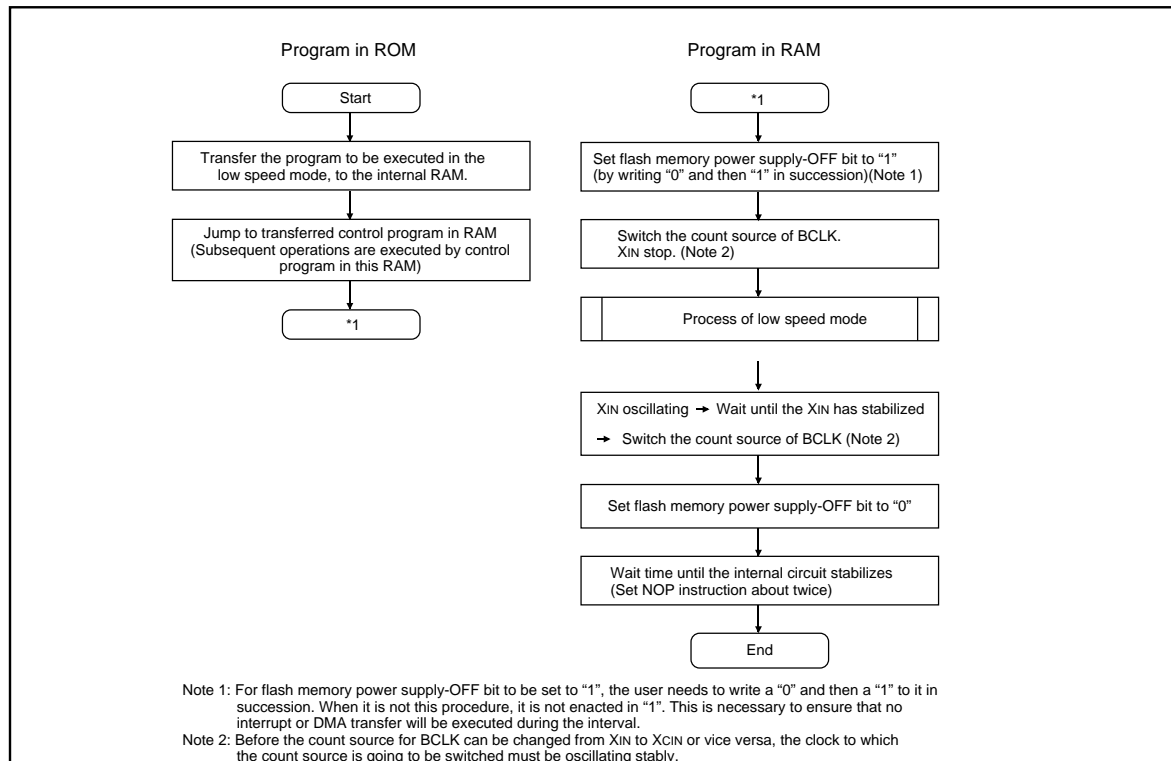 Program in ROM
Start
Transfer the program to be executed in the
low speed mode, to the internal RAM.
Jump to transferred control program in RAM
(Subsequent operations are executed by control
program in this RAM)
*1
Program in RAM
*1
Set flash memory power supply-OFF bit to “1”
(by writing “0” and then “1” in succession)(Note 1)
Switch the count source of BCLK.
XIN stop. (Note 2)
Process of low speed mode
XIN oscillating → Wait until the XIN has stabilized
→ Switch the count source of BCLK (Note 2)
Set flash memory power supply-OFF bit to “0”
Wait time until the internal circuit stabilizes
(Set NOP instruction about twice)
End
Note 1: For flash memory power supply-OFF bit to be set to “1”, the user needs to write a “0” and then a “1” to it in
succession. When it is not this procedure, it is not enacted in “1”. This is necessary to ensure that no
interrupt or DMA transfer will be executed during the interval.
Note 2: Before the count source for BCLK can be changed from XIN to XCIN or vice versa, the clock to which
the count source is going to be switched must be oscillating stably.